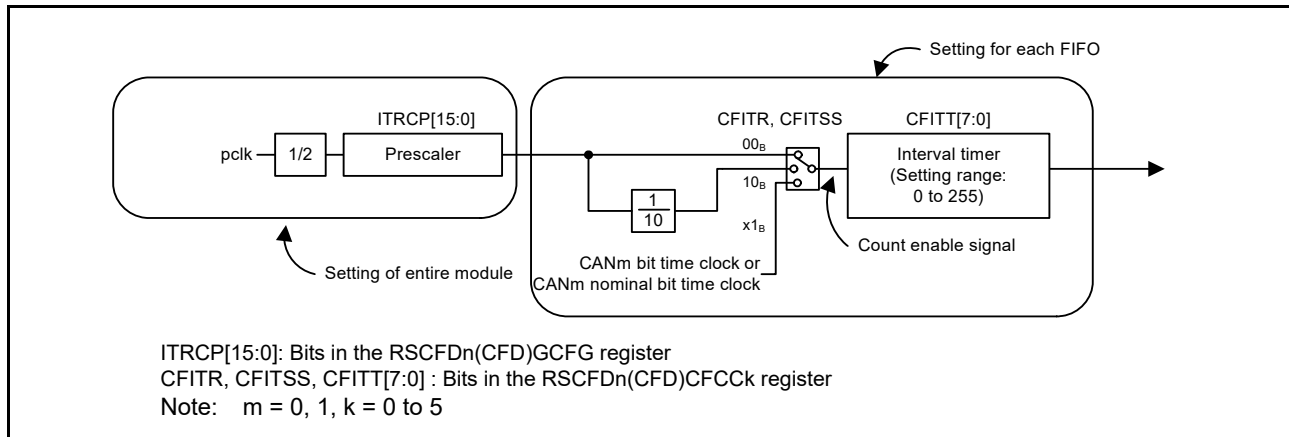 Setting for each FIFO
ITRCP[15:0]
CFITR, CFITSS
CFITT[7:0]
pclk
1/2
Prescaler
00B
Interval timer
(Setting range:
0 to 255)
10B
1
10
x1B
Count enable signal
Setting of entire module
CANm bit time clock or
CANm nominal bit time clock
ITRCP[15:0]: Bits in the RSCFDn(CFD)GCFG register
CFITR, CFITSS, CFITT[7:0] : Bits in the RSCFDn(CFD)CFCCk register
Note: m = 0, 1, k = 0 to 5